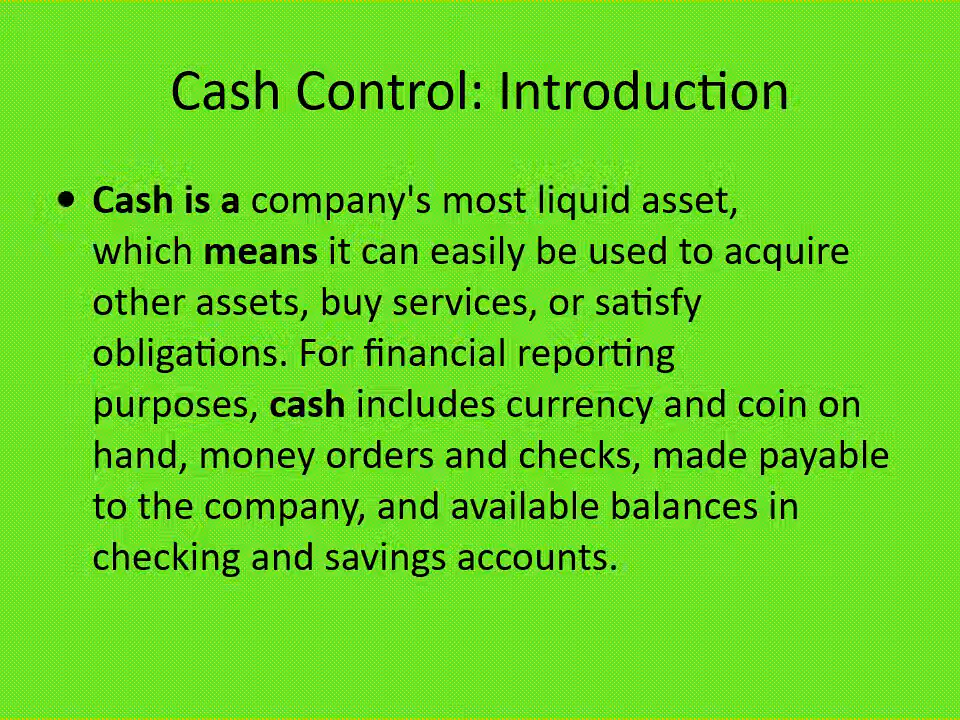 Cash Control: Introduction
• Cash is a company's most liquid asset,
which means it can easily be used to acquire
other assets, buy services, or satisfy
obligations. For financial reporting
purposes, cash includes currency and coin on
hand, money orders and checks, made payable
to the company, and available balances in
checking and savings accounts.